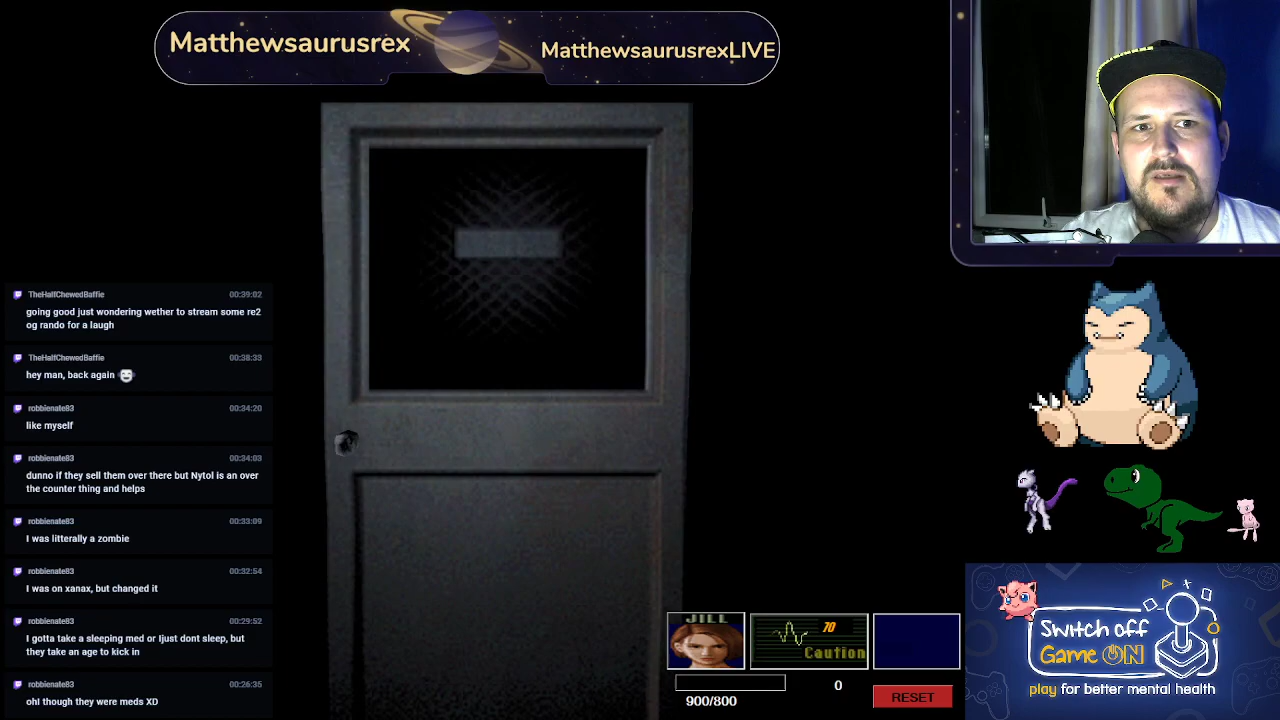 Matthewsaurusrex
MatthewsaurusrexLIVE
TheHalfChewedBaffie 00:39:02
going good just wondering wether to stream some re2
og rando for a laugh
TheHalfChewedBaffie 00:38:33
hey man, back again
robbienate83 00:34:20
like myself
robbienate83 00:34:03
dunno if they sell them over there but Nytol is an over
the counter thing and helps
robbienate83 00:33:09
I was litterally a zombie
robbienate83 00:32:54
I was on xanax, but changed it
robbienate83 00:29:52
I gotta take a sleeping med or Ijust dont sleep, but
they take an age to kick in
robbienate83 00:26:35
ohI though they were meds XD
JILL
70
Caution
900/800
0
RESET
Switch off
Game ON
play for better mental health